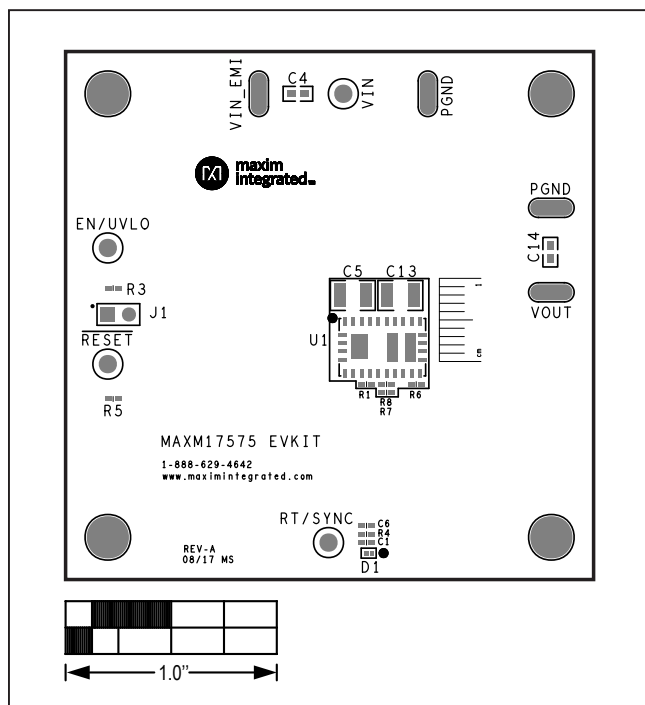 VIN_EMI
C4
VIN
PGND
maxim
integrated™
PGND
EN/UVLO
C14
C5 C13
R3
J1
1
VOUT
U1
RESET
cm
R1 R8 R6
R7
R5
MAXM17575 EVKIT
1-888-629-4642
www.maximintegrated.com
RT/SYNC
C6
R4
C1
D1
REV-A
08/17 MS
1.0”